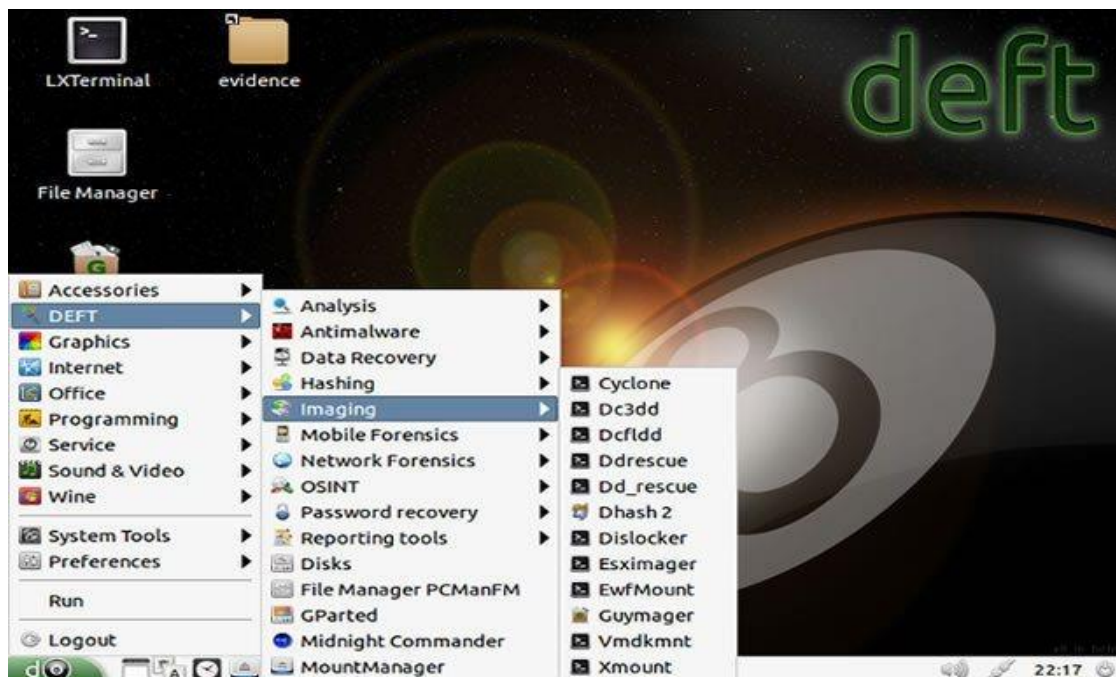 LXTerminal
evidence
deft
File Manager
Accessories
DEFT
Graphics
Internet
Office
Programming
Service
Sound & Video
Wine
System Tools
Preferences
Run
Logout
Analysis
Antimalware
Data Recovery
Hashing
Imaging
Mobile Forensics
Network Forensics
OSINT
Password recovery
Reporting tools
Disks
File Manager PCManFM
GParted
Midnight Commander
MountManager
Cyclone
Dc3dd
Dcfldd
Ddrescue
Dd_rescue
Dhash 2
Dislocker
Esximager
EwfMount
Guymager
Vmdkmnt
Xmount
22:17